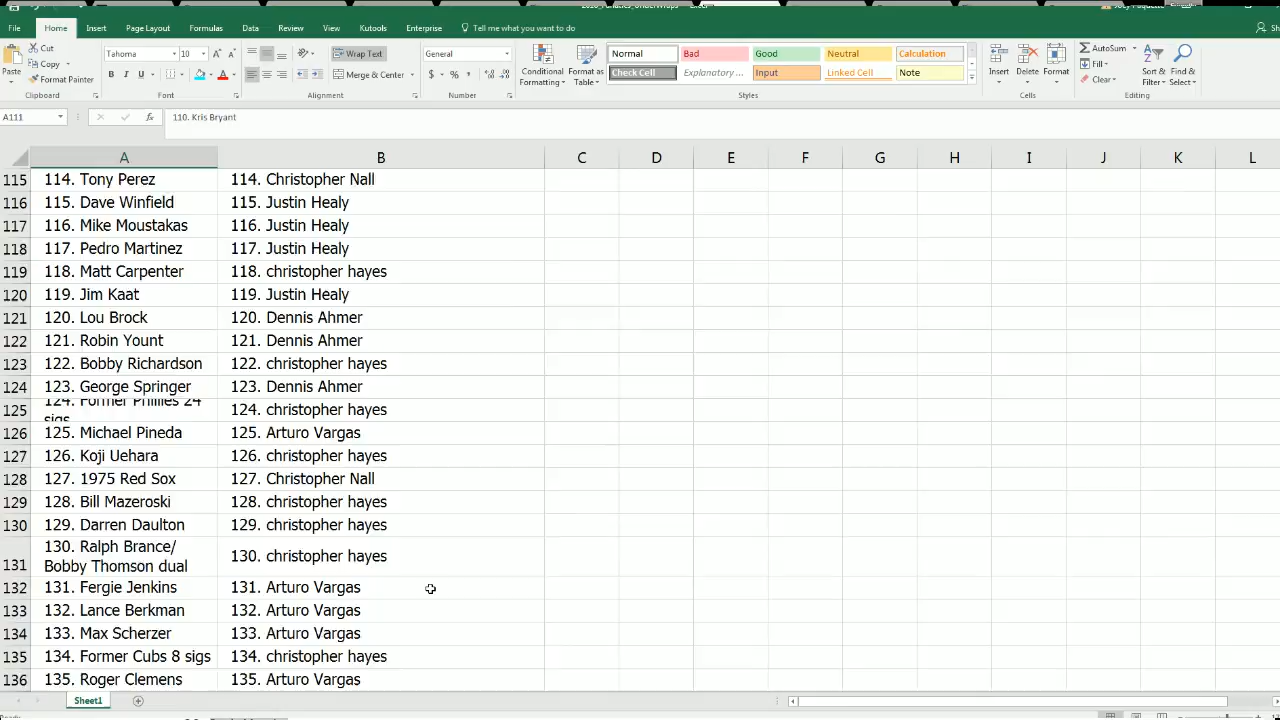 File Home Insert Page Layout Formulas Data Review View Kutools Enterprise Tell me what you want to do
Cut
Copy
Format Painter
Paste
Clipboard
Tahoma 10
B I U
Font
Wrap Text
Merge & Center
Alignment
General
$ % ,
Number
Conditional Formatting
Format as Table
Normal Bad Good Neutral Calculation
Check Cell Explanatory ... Input Linked Cell Note
Styles
Insert Delete Format
Cells
AutoSum
Fill
Clear
Sort & Filter
Find & Select
Editing
A111 fx 110. Kris Bryant
A B C D E F G H I J K L
115 114. Tony Perez 114. Christopher Nall
116 115. Dave Winfield 115. Justin Healy
117 116. Mike Moustakas 116. Justin Healy
118 117. Pedro Martinez 117. Justin Healy
119 118. Matt Carpenter 118. christopher hayes
120 119. Jim Kaat 119. Justin Healy
121 120. Lou Brock 120. Dennis Ahmer
122 121. Robin Yount 121. Dennis Ahmer
123 122. Bobby Richardson 122. christopher hayes
124 123. George Springer 123. Dennis Ahmer
125 124. Former Phillies 24 sigs 124. christopher hayes
126 125. Michael Pineda 125. Arturo Vargas
127 126. Koji Uehara 126. christopher hayes
128 127. 1975 Red Sox 127. Christopher Nall
129 128. Bill Mazeroski 128. christopher hayes
130 129. Darren Daulton 129. christopher hayes
131 130. Ralph Brance/ Bobby Thomson dual 130. christopher hayes
132 131. Fergie Jenkins 131. Arturo Vargas
133 132. Lance Berkman 132. Arturo Vargas
134 133. Max Scherzer 133. Arturo Vargas
135 134. Former Cubs 8 sigs 134. christopher hayes
136 135. Roger Clemens 135. Arturo Vargas
Sheet1